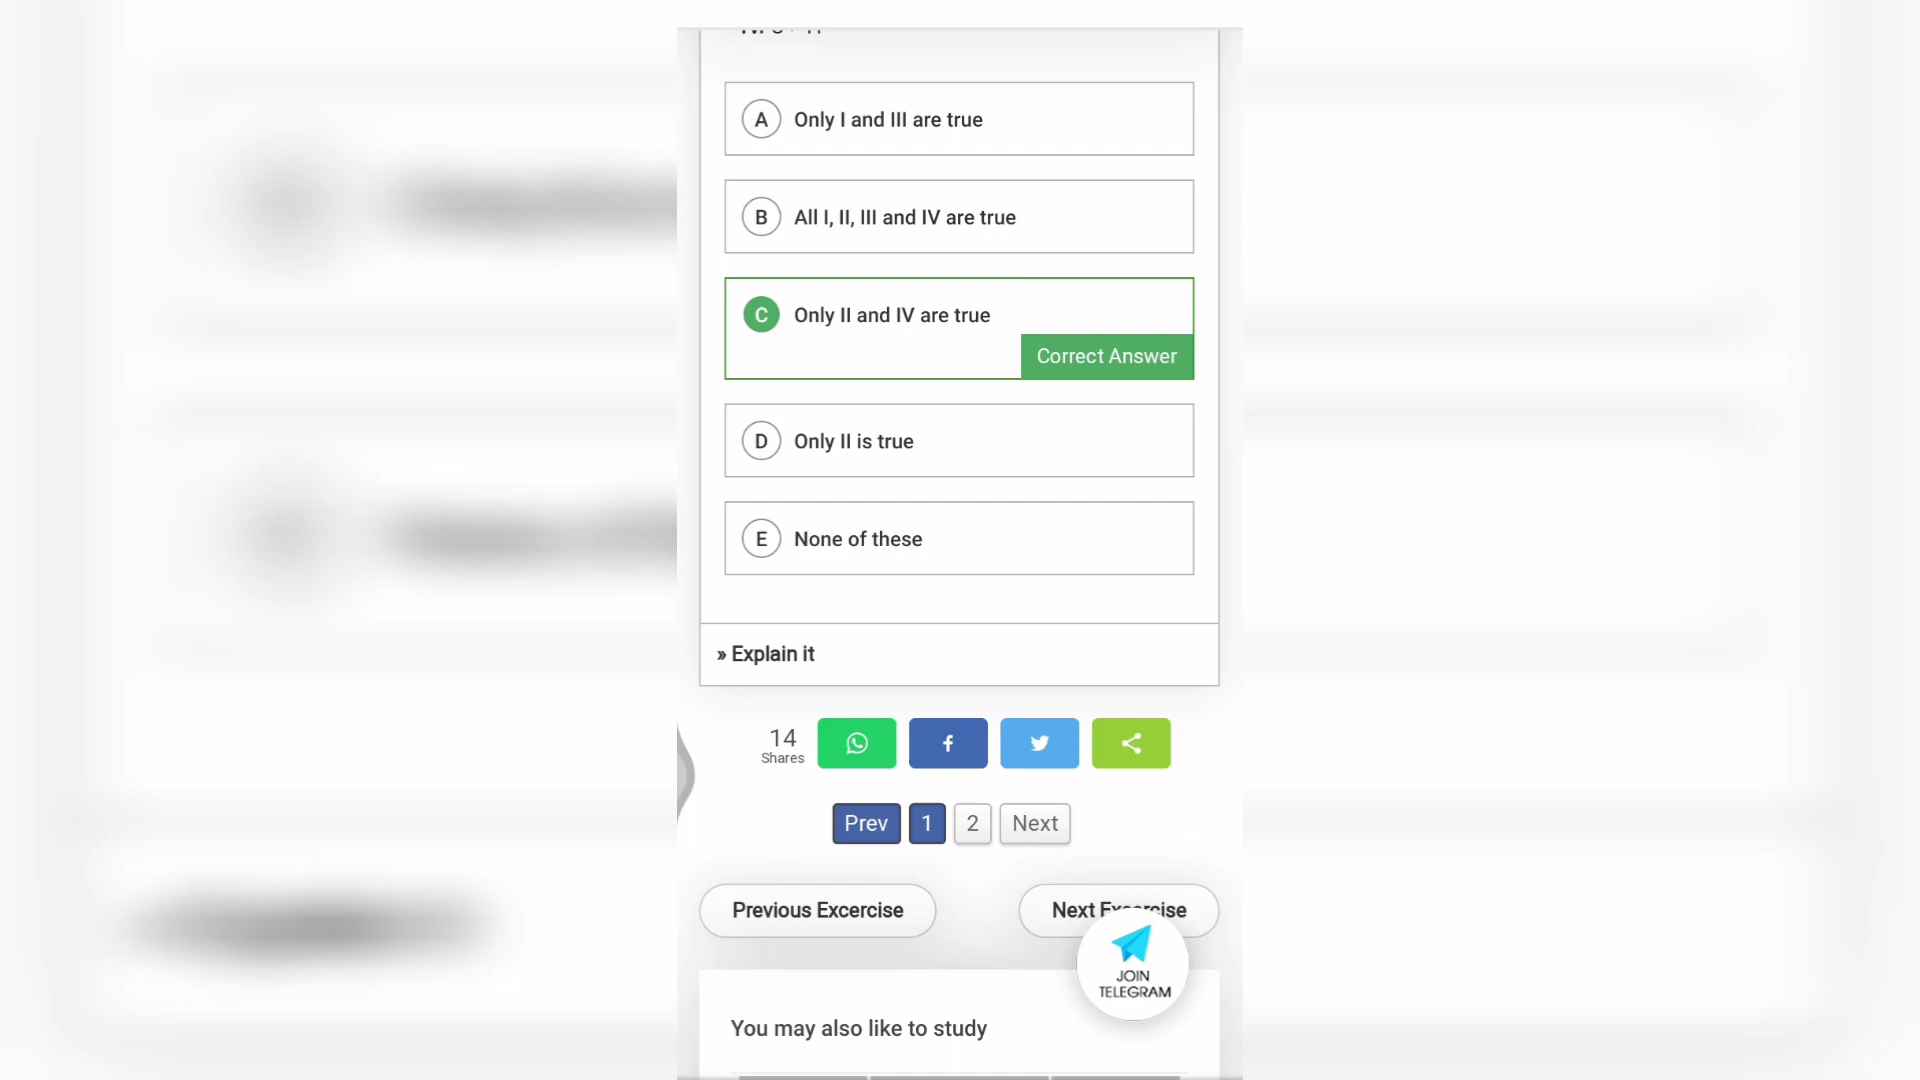 A Only I and III are true
B All I, II, III and IV are true
C Only II and IV are true
Correct Answer
D Only II is true
E None of these
» Explain it
14
Shares
f
Prev 1 2 Next
Previous Excercise
Next Excercise
JOIN
TELEGRAM
You may also like to study